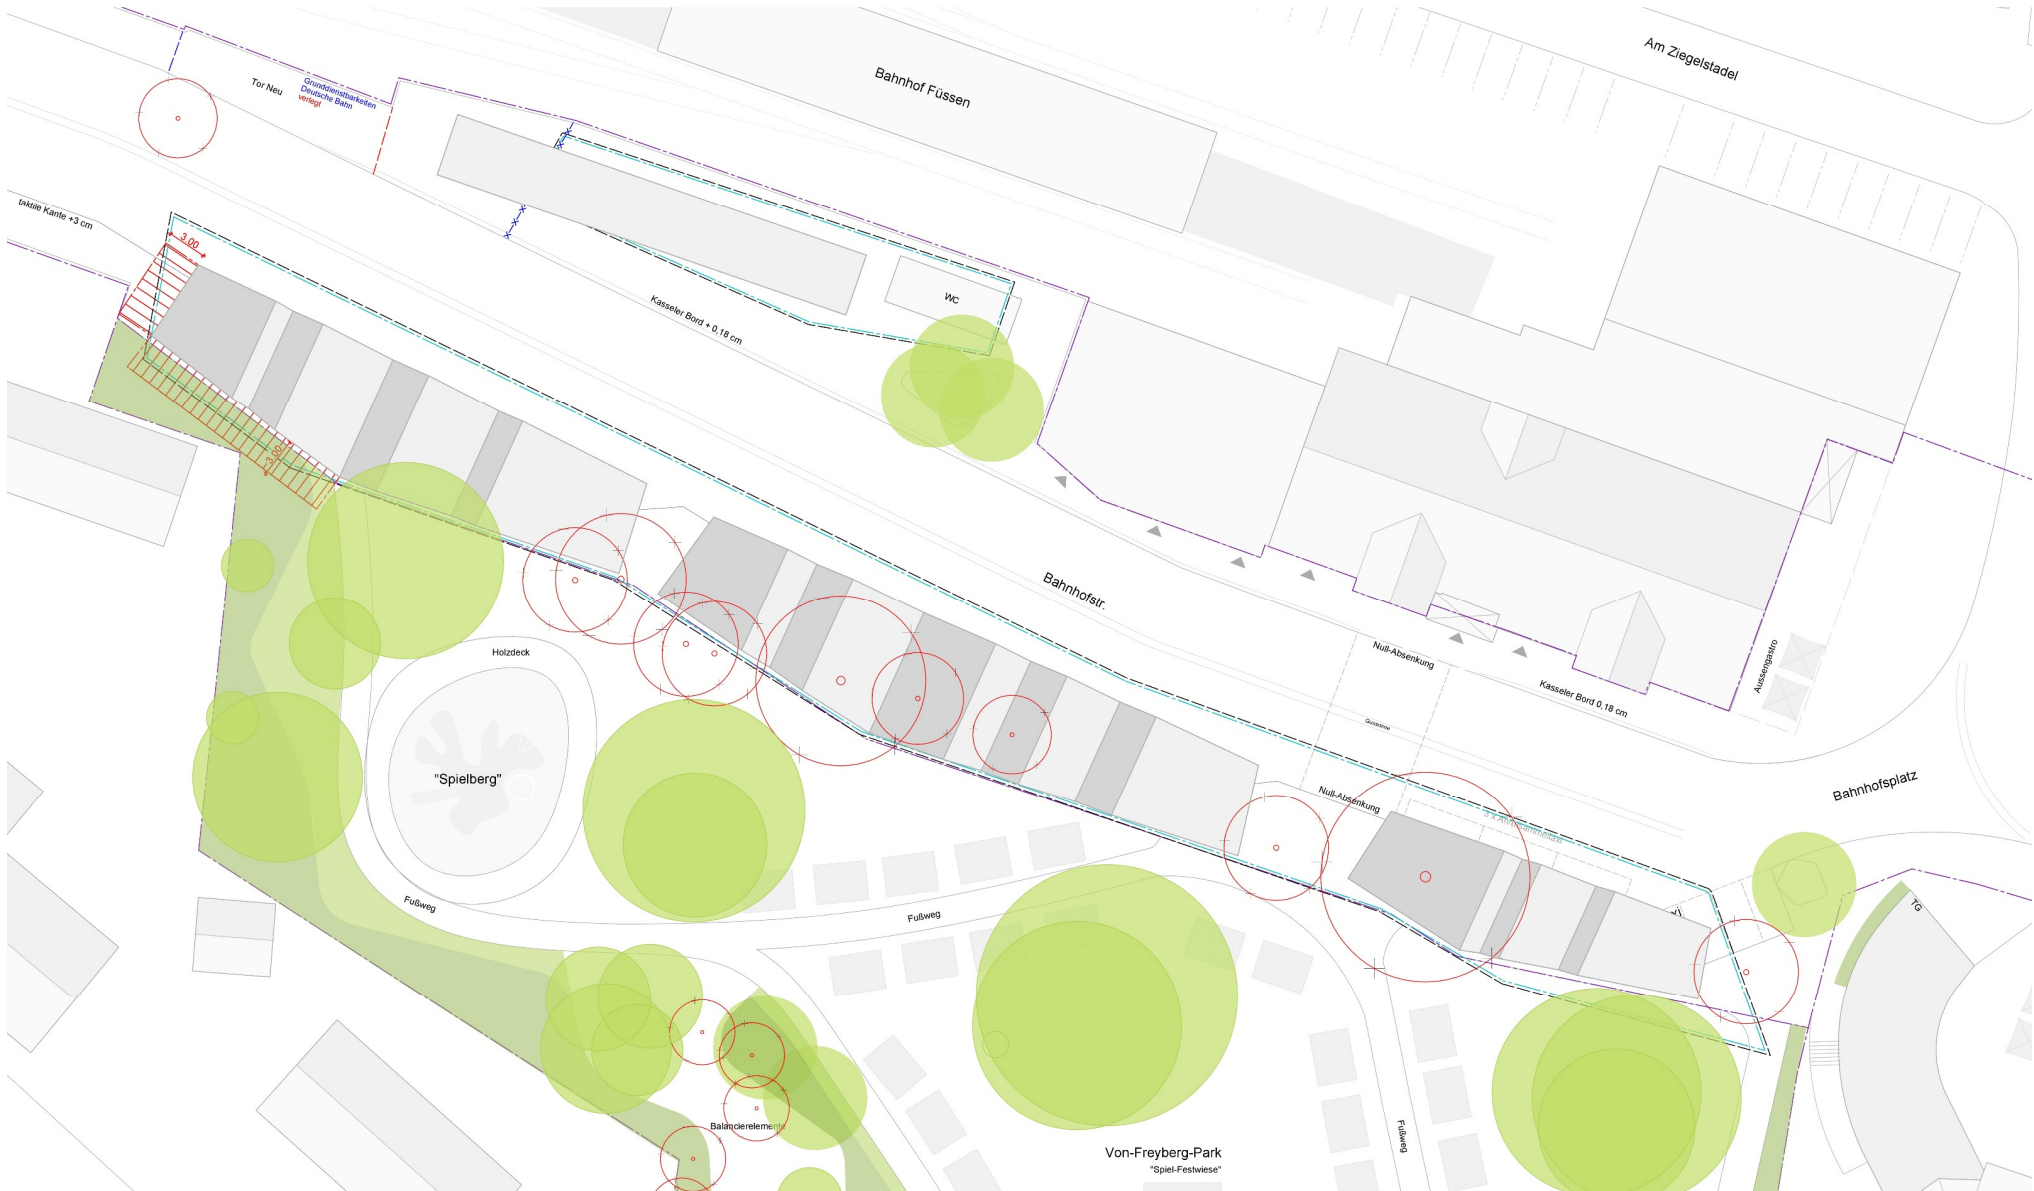 Am Ziegelstadel
Bahnhof Füssen
Tor Neu
Grunddienstbarkeiten
Deutsche Bahn
verlegt
taktile Kante +3 cm
3.00
WC
Kasseler Bord + 0,18 cm
3.00
Bahnhofstr.
Null-Absenkung
Aussengastro
Kasseler Bord 0,18 cm
Holzdeck
"Spielberg"
Null-Absenkung
Bahnhofsplatz
Fußweg
Fußweg
TG
Balancierelemente
Fußweg
Von-Freyberg-Park
"Spiel-Festwiese"